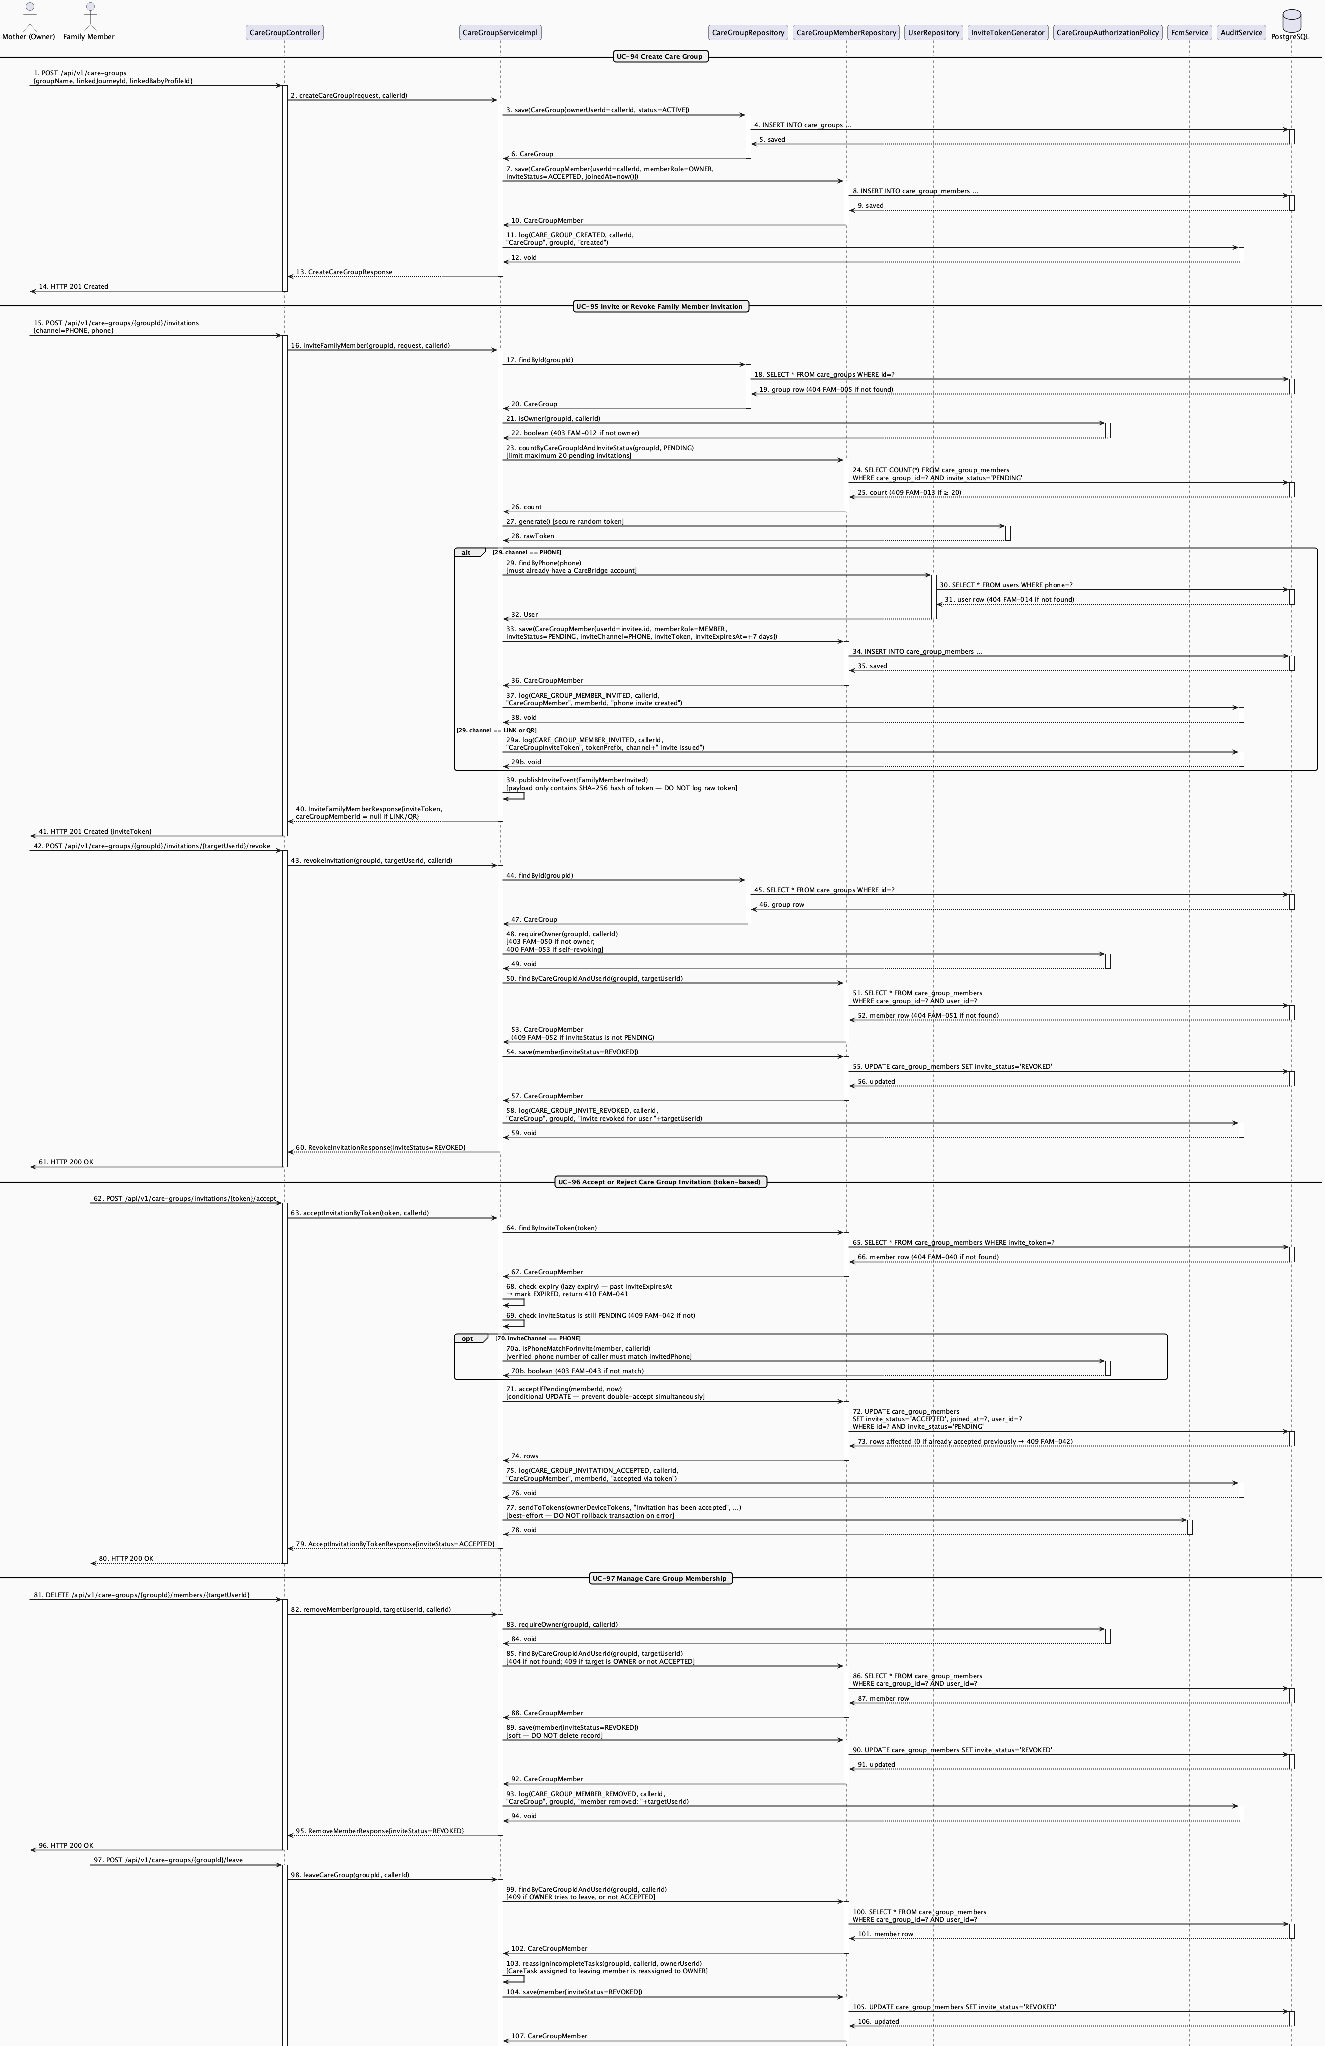 Mother (Owner)
Family Member
CareGroupController
CareGroupServiceImpl
CareGroupRepository
CareGroupMemberRepository
UserRepository
InviteTokenGenerator
CareGroupAuthorizationPolicy
FcmService
AuditService
PostgreSQL
UC-94 Create Care Group
1. POST /api/v1/care-groups
{groupName, linkedJourneyId, linkedBabyProfileId}
2. createCareGroup(request, callerId)
3. save(CareGroup{ownerUserId=callerId, status=ACTIVE})
4. INSERT INTO care_groups ...
5. saved
6. CareGroup
7. save(CareGroupMember{userId=callerId, memberRole=OWNER,
inviteStatus=ACCEPTED, joinedAt=now()})
8. INSERT INTO care_group_members ...
9. saved
10. CareGroupMember
11. log(CARE_GROUP_CREATED, callerId,
"CareGroup", groupId, "created")
12. void
13. CreateCareGroupResponse
14. HTTP 201 Created
UC-95 Invite or Revoke Family Member Invitation
15. POST /api/v1/care-groups/{groupId}/invitations
{channel=PHONE, phone}
16. inviteFamilyMember(groupId, request, callerId)
17. findById(groupId)
18. SELECT * FROM care_groups WHERE id=?
19. group row (404 FAM-005 if not found)
20. CareGroup
21. isOwner(groupId, callerId)
22. boolean (403 FAM-012 if not owner)
23. countByCareGroupIdAndInviteStatus(groupId, PENDING)
[limit maximum 20 pending invitations]
24. SELECT COUNT(*) FROM care_group_members
WHERE care_group_id=? AND invite_status='PENDING'
25. count (409 FAM-013 if ≥ 20)
26. count
27. generate() [secure random token]
28. rawToken
alt
[29. channel == PHONE]
29. findByPhone(phone)
[must already have a CareBridge account]
30. SELECT * FROM users WHERE phone=?
31. user row (404 FAM-014 if not found)
32. User
33. save(CareGroupMember{userId=invitee.id, memberRole=MEMBER,
inviteStatus=PENDING, inviteChannel=PHONE, inviteToken, inviteExpiresAt=+7 days})
34. INSERT INTO care_group_members ...
35. saved
36. CareGroupMember
37. log(CARE_GROUP_MEMBER_INVITED, callerId,
"CareGroupMember", memberId, "phone invite created")
38. void
[29. channel == LINK or QR]
29a. log(CARE_GROUP_MEMBER_INVITED, callerId,
"CareGroupInviteToken", tokenPrefix, channel+" invite issued")
29b. void
39. publishInviteEvent(FamilyMemberInvited)
[payload only contains SHA-256 hash of token — DO NOT log raw token]
40. InviteFamilyMemberResponse{inviteToken,
careGroupMemberId = null if LINK/QR}
41. HTTP 201 Created {inviteToken}
42. POST /api/v1/care-groups/{groupId}/invitations/{targetUserId}/revoke
43. revokeInvitation(groupId, targetUserId, callerId)
44. findById(groupId)
45. SELECT * FROM care_groups WHERE id=?
46. group row
47. CareGroup
48. requireOwner(groupId, callerId)
[403 FAM-050 if not owner;
400 FAM-053 if self-revoking]
49. void
50. findByCareGroupIdAndUserId(groupId, targetUserId)
51. SELECT * FROM care_group_members
WHERE care_group_id=? AND user_id=?
52. member row (404 FAM-051 if not found)
53. CareGroupMember
(409 FAM-052 if inviteStatus is not PENDING)
54. save(member{inviteStatus=REVOKED})
55. UPDATE care_group_members SET invite_status='REVOKED'
56. updated
57. CareGroupMember
58. log(CARE_GROUP_INVITE_REVOKED, callerId,
"CareGroup", groupId, "invite revoked for user "+targetUserId)
59. void
60. RevokeInvitationResponse{inviteStatus=REVOKED}
61. HTTP 200 OK
UC-96 Accept or Reject Care Group Invitation (token-based)
62. POST /api/v1/care-groups/invitations/{token}/accept
63. acceptInvitationByToken(token, callerId)
64. findByInviteToken(token)
65. SELECT * FROM care_group_members WHERE invite_token=?
66. member row (404 FAM-040 if not found)
67. CareGroupMember
68. check expiry (lazy expiry) — past inviteExpiresAt
→ mark EXPIRED, return 410 FAM-041
69. check inviteStatus is still PENDING (409 FAM-042 if not)
opt
[70. inviteChannel == PHONE]
70a. isPhoneMatchForInvite(member, callerId)
[verified phone number of caller must match invitedPhone]
70b. boolean (403 FAM-043 if not match)
71. acceptIfPending(memberId, now)
[conditional UPDATE — prevent double-accept simultaneously]
72. UPDATE care_group_members
SET invite_status='ACCEPTED', joined_at=?, user_id=?
WHERE id=? AND invite_status='PENDING'
73. rows affected (0 if already accepted previously → 409 FAM-042)
74. rows
75. log(CARE_GROUP_INVITATION_ACCEPTED, callerId,
"CareGroupMember", memberId, "accepted via token")
76. void
77. sendToTokens(ownerDeviceTokens, "Invitation has been accepted", ...)
[best-effort — DO NOT rollback transaction on error]
78. void
79. AcceptInvitationByTokenResponse{inviteStatus=ACCEPTED}
80. HTTP 200 OK
UC-97 Manage Care Group Membership
81. DELETE /api/v1/care-groups/{groupId}/members/{targetUserId}
82. removeMember(groupId, targetUserId, callerId)
83. requireOwner(groupId, callerId)
84. void
85. findByCareGroupIdAndUserId(groupId, targetUserId)
[404 if not found; 409 if target is OWNER or not ACCEPTED]
86. SELECT * FROM care_group_members
WHERE care_group_id=? AND user_id=?
87. member row
88. CareGroupMember
89. save(member{inviteStatus=REVOKED})
[soft — DO NOT delete record]
90. UPDATE care_group_members SET invite_status='REVOKED'
91. updated
92. CareGroupMember
93. log(CARE_GROUP_MEMBER_REMOVED, callerId,
"CareGroup", groupId, "member removed: "+targetUserId)
94. void
95. RemoveMemberResponse{inviteStatus=REVOKED}
96. HTTP 200 OK
97. POST /api/v1/care-groups/{groupId}/leave
98. leaveCareGroup(groupId, callerId)
99. findByCareGroupIdAndUserId(groupId, callerId)
[409 if OWNER tries to leave, or not ACCEPTED]
100. SELECT * FROM care_group_members
WHERE care_group_id=? AND user_id=?
101. member row
102. CareGroupMember
103. reassignIncompleteTasks(groupId, callerId, ownerUserId)
[CareTask assigned to leaving member is reassigned to OWNER]
104. save(member{inviteStatus=REVOKED})
105. UPDATE care_group_members SET invite_status='REVOKED'
106. updated
107. CareGroupMember